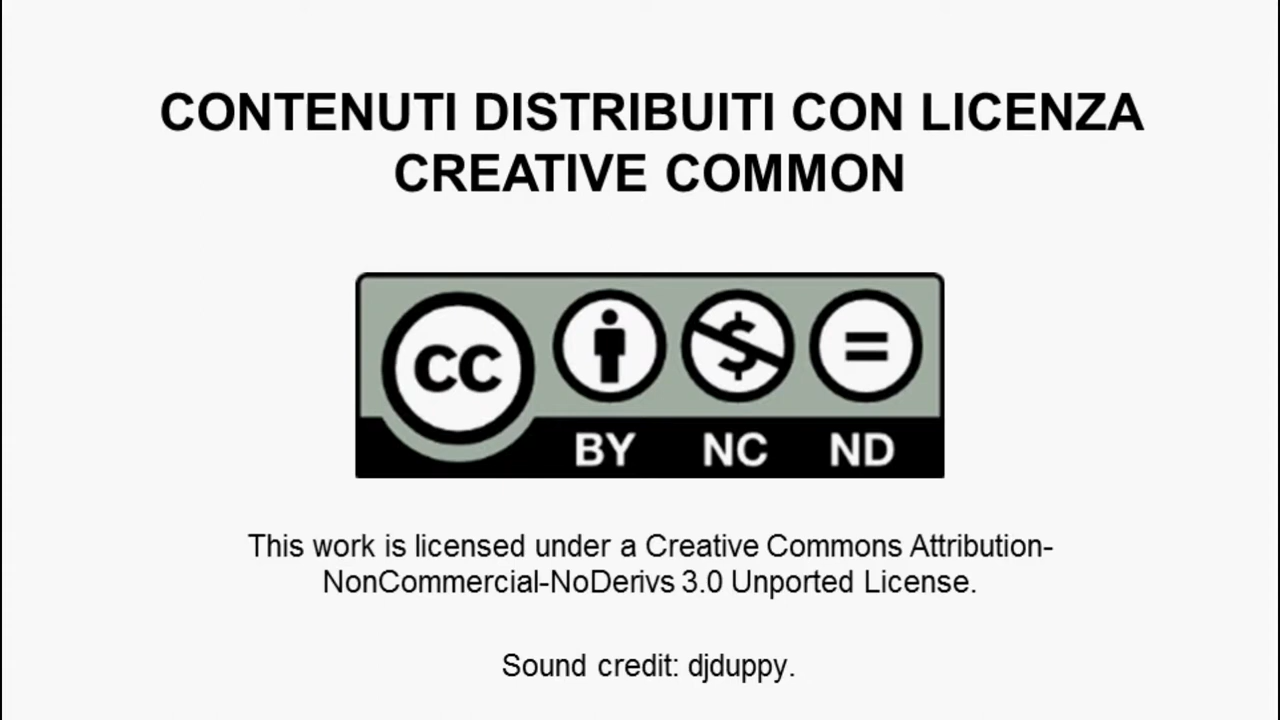 CONTENUTI DISTRIBUITI CON LICENZA
CREATIVE COMMON
CC
BY NC ND
This work is licensed under a Creative Commons Attribution-
NonCommercial-NoDerivs 3.0 Unported License.
Sound credit: djduppy.